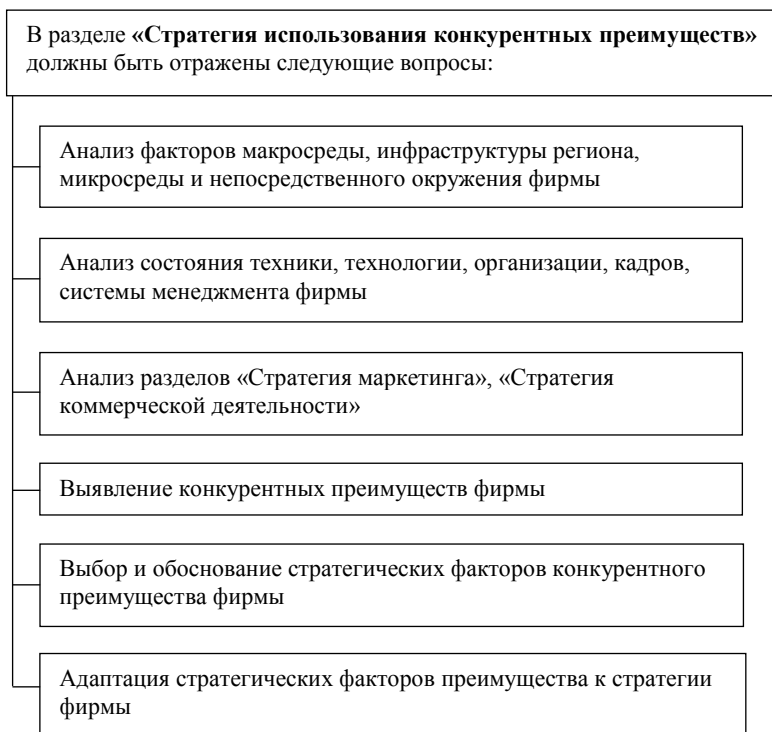 В разделе «Стратегия использования конкурентных преимуществ»
должны быть отражены следующие вопросы:
Анализ факторов макросреды, инфраструктуры региона,
микросреды и непосредственного окружения фирмы
Анализ состояния техники, технологии, организации, кадров,
системы менеджмента фирмы
Анализ разделов «Стратегия маркетинга», «Стратегия
коммерческой деятельности»
Выявление конкурентных преимуществ фирмы
Выбор и обоснование стратегических факторов конкурентного
преимущества фирмы
Адаптация стратегических факторов преимущества к стратегии
фирмы